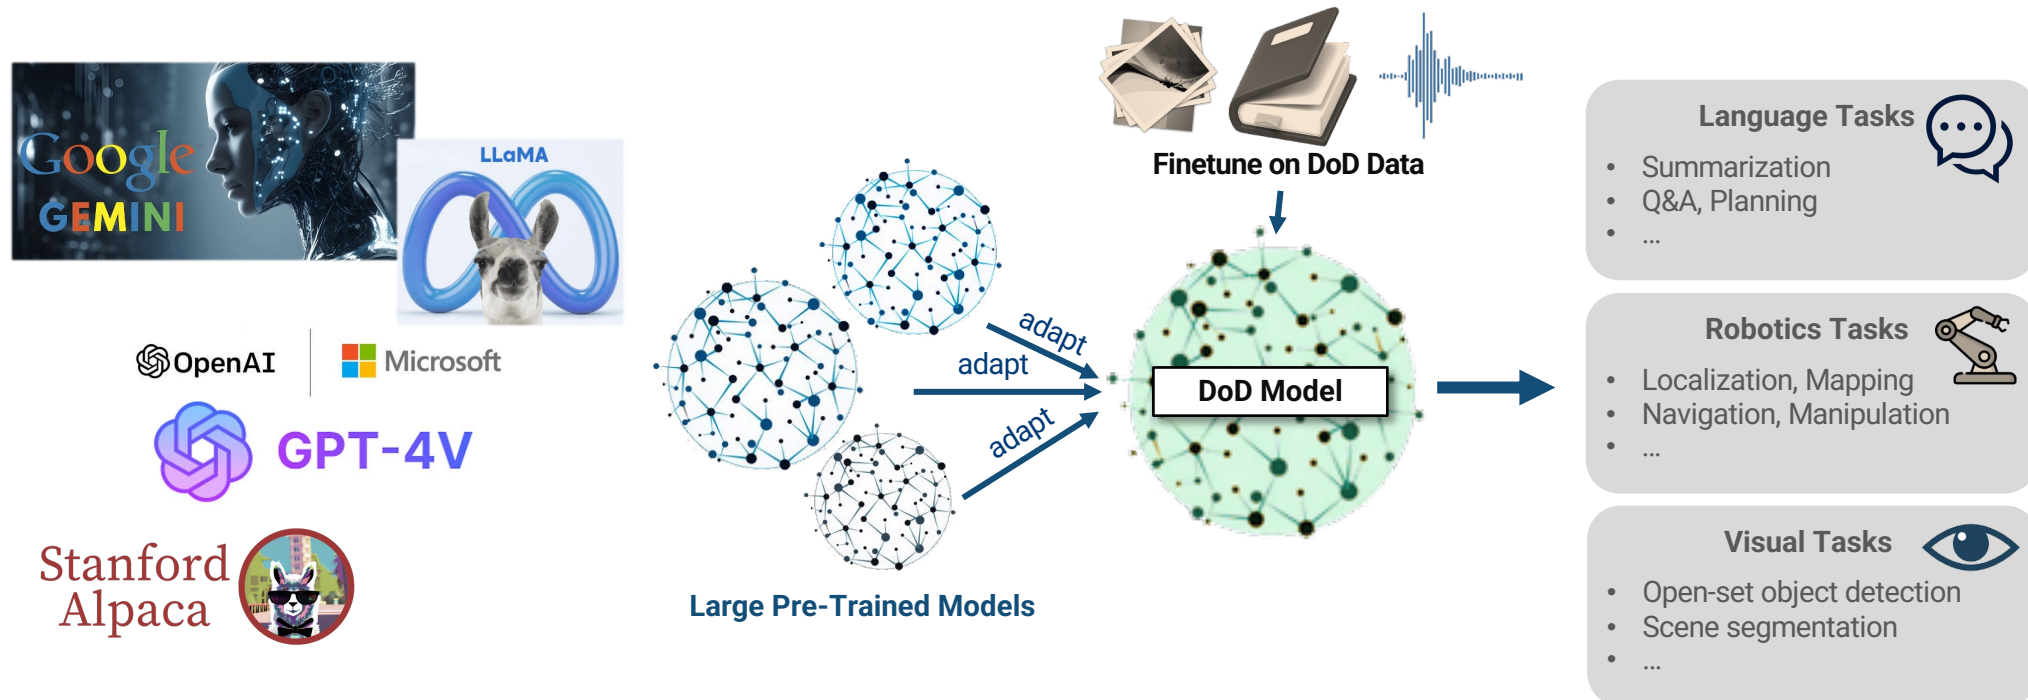 Google
GEMINI
LLaMA
OpenAI
Microsoft
GPT-4V
Stanford
Alpaca
Large Pre-Trained Models
adapt
adapt
adapt
Finetune on DoD Data
DoD Model
Language Tasks
• Summarization
• Q&A, Planning
• ...
Robotics Tasks
• Localization, Mapping
• Navigation, Manipulation
• ...
Visual Tasks
• Open-set object detection
• Scene segmentation
• ...